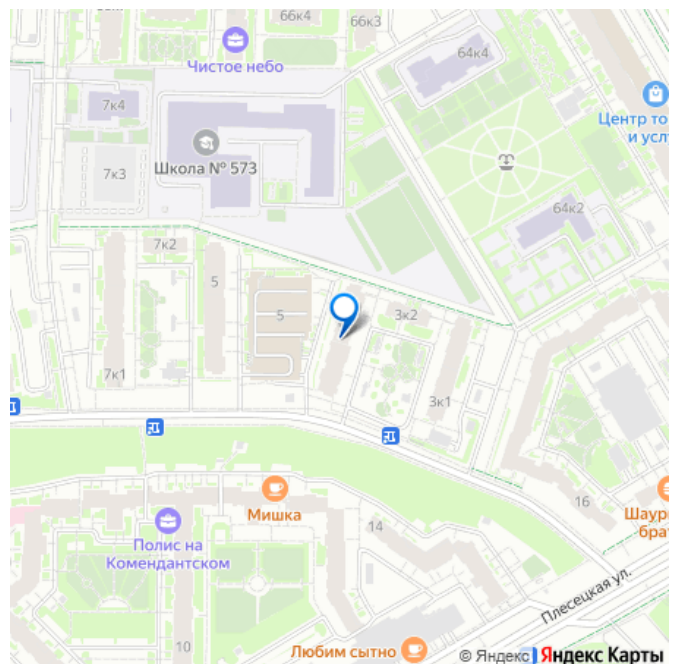 66к4
66к3
Чистое небо
64к4
7к4
Центр то
и усл
Школа № 573
7к3
64к2
7к2
5
5
3к2
7к1
3к1
16
Мишка
Шаур
бра
14
Полис на
Комендантском
Плесецкая ул.
10
Любим сытно
© Яндекс
Яндекс Карты